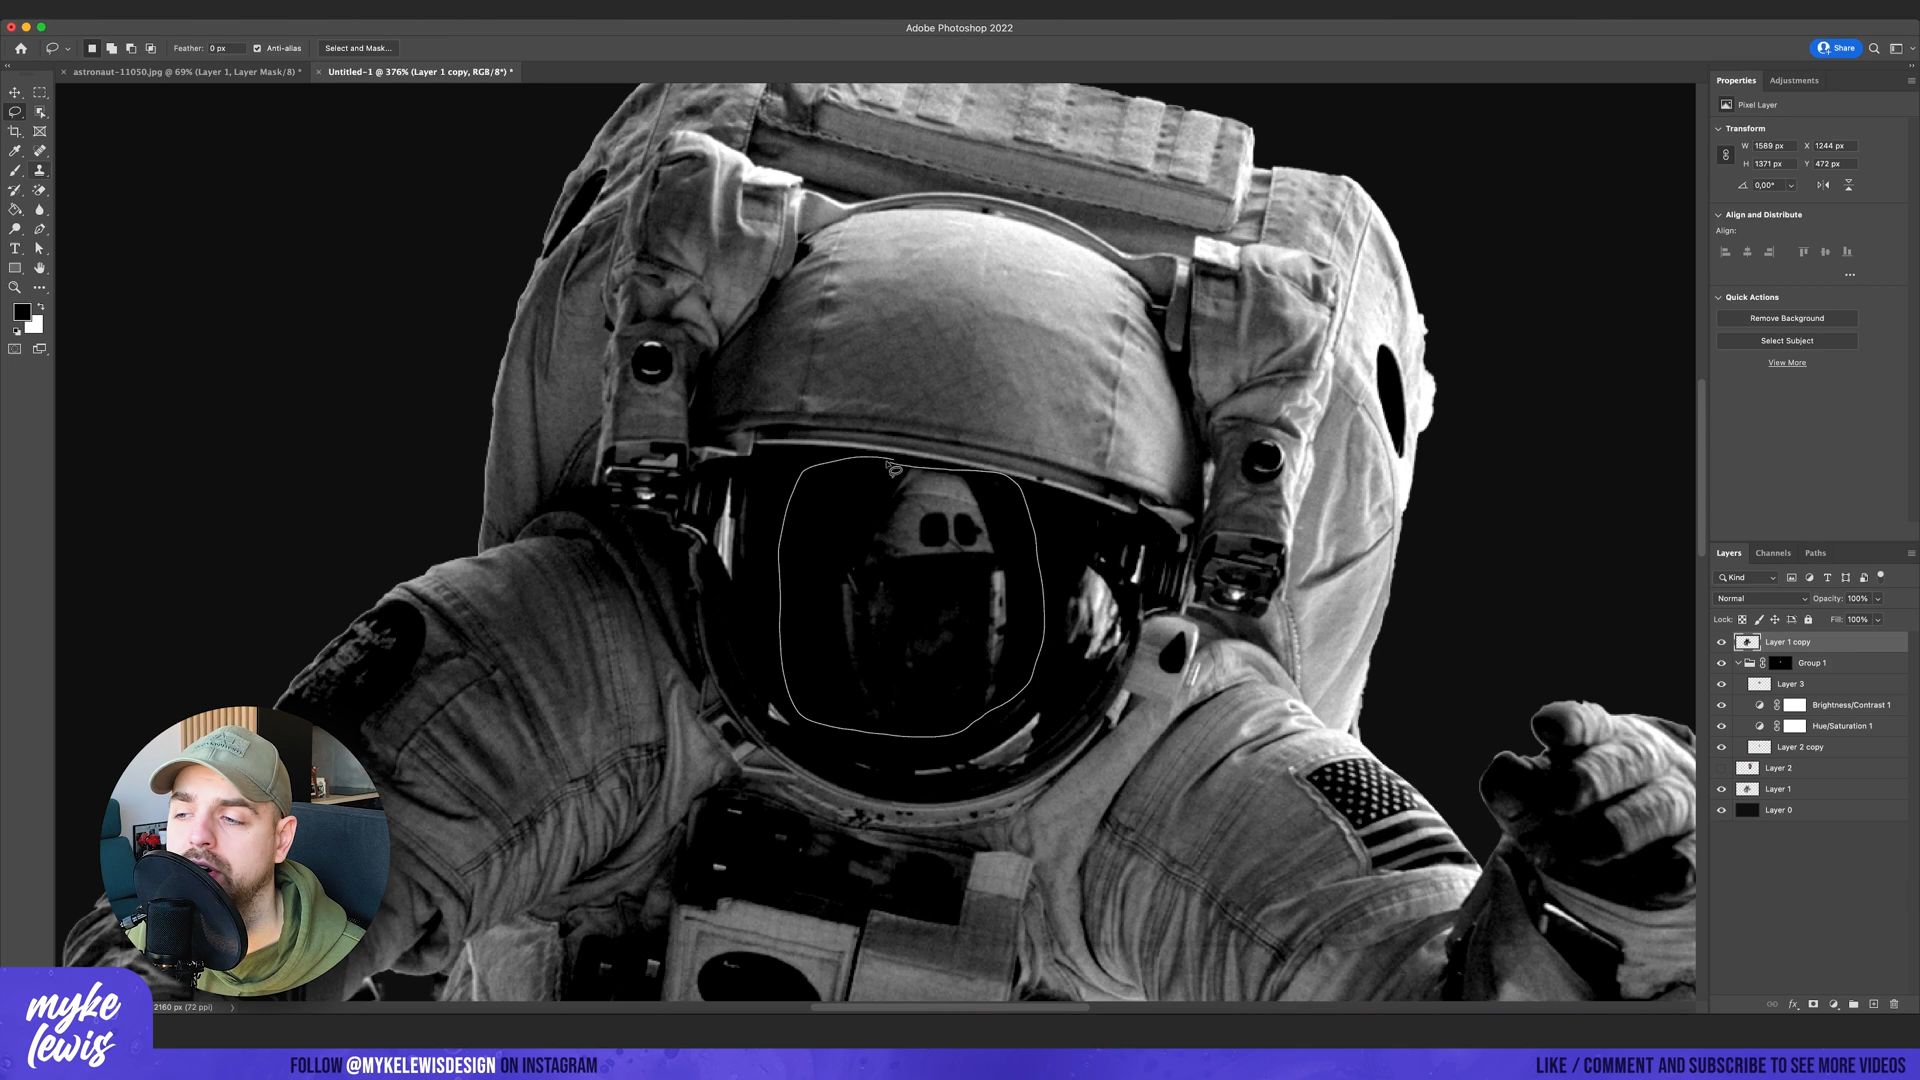 Adobe Photoshop 2022
Feather: 0 px
Anti-alias
Select and Mask...
Share
astronaut-11050.jpg @ 69% (Layer 1, Layer Mask/8) *
Untitled-1 @ 376% (Layer 1 copy, RGB/8*) *
Properties
Adjustments
Pixel Layer
Transform
W 1589 px X 1244 px
H 1371 px Y 472 px
0,00°
Align and Distribute
Align:
Quick Actions
Remove Background
Select Subject
View More
Layers Channels Paths
Kind
Normal Opacity: 100%
Lock: Fill: 100%
Layer 1 copy
Group 1
Layer 3
Brightness/Contrast 1
Hue/Saturation 1
Layer 2 copy
Layer 2
Layer 1
Layer 0
2160 px (72 ppi)
myke
lewis
FOLLOW @MYKELEWISDESIGN ON INSTAGRAM
LIKE / COMMENT AND SUBSCRIBE TO SEE MORE VIDEOS